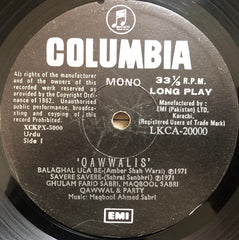 COLUMBIA
All rights of the manufacturer
and of the owners of this
recorded work reserved as
provided by the Copyright Ordi-
nance of 1962. Unauthorised
public performance, broadcas-
ting and copying of this
record prohibited.
MONO
33⅓ R.P.M.
LONG PLAY
Manufactured by :
EMI (Pakistan) LTD.
Karachi,
(Registered Users of Trade Mark)
XCKPX-5000
Urdu
Side 1
LKCA-20000
'QAWWALIS'
BALAGHAL ULA BE-(Amber Shah Warsi) ℗1971
SAVERE SAVERE-(Sahrai Sanbhri) ℗1971
GHULAM FARID SABRI, MAQBOOL SABRI
QAWWAL & PARTY
Music: Maqbool Ahmed Sabri
EMI